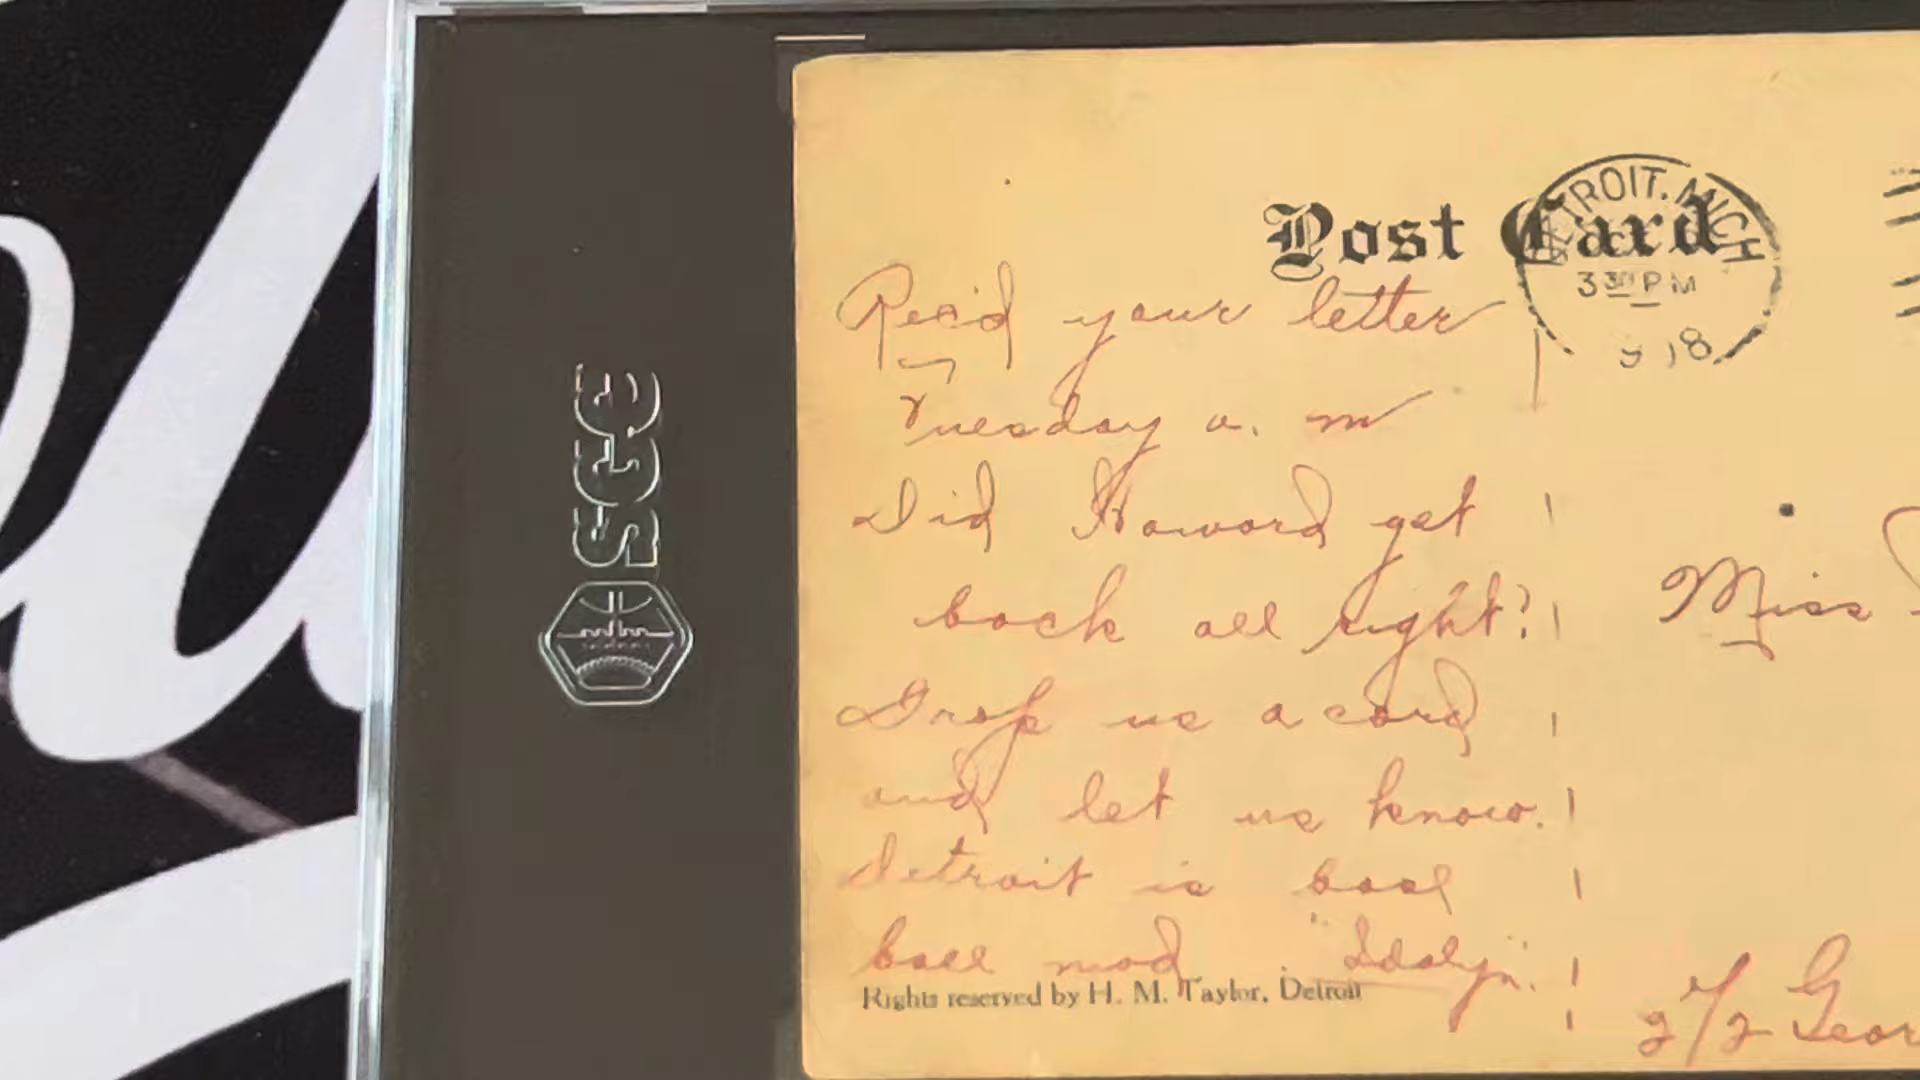 SGC
Post Card
DETROIT, MICH
3 30 PM
Rec'd your letter
Tuesday a. m
Did Howard get
back all right?
Drop us a card
and let us know.
Detroit is base
ball mad
Miss
Rights reserved by H. M. Taylor, Detroit